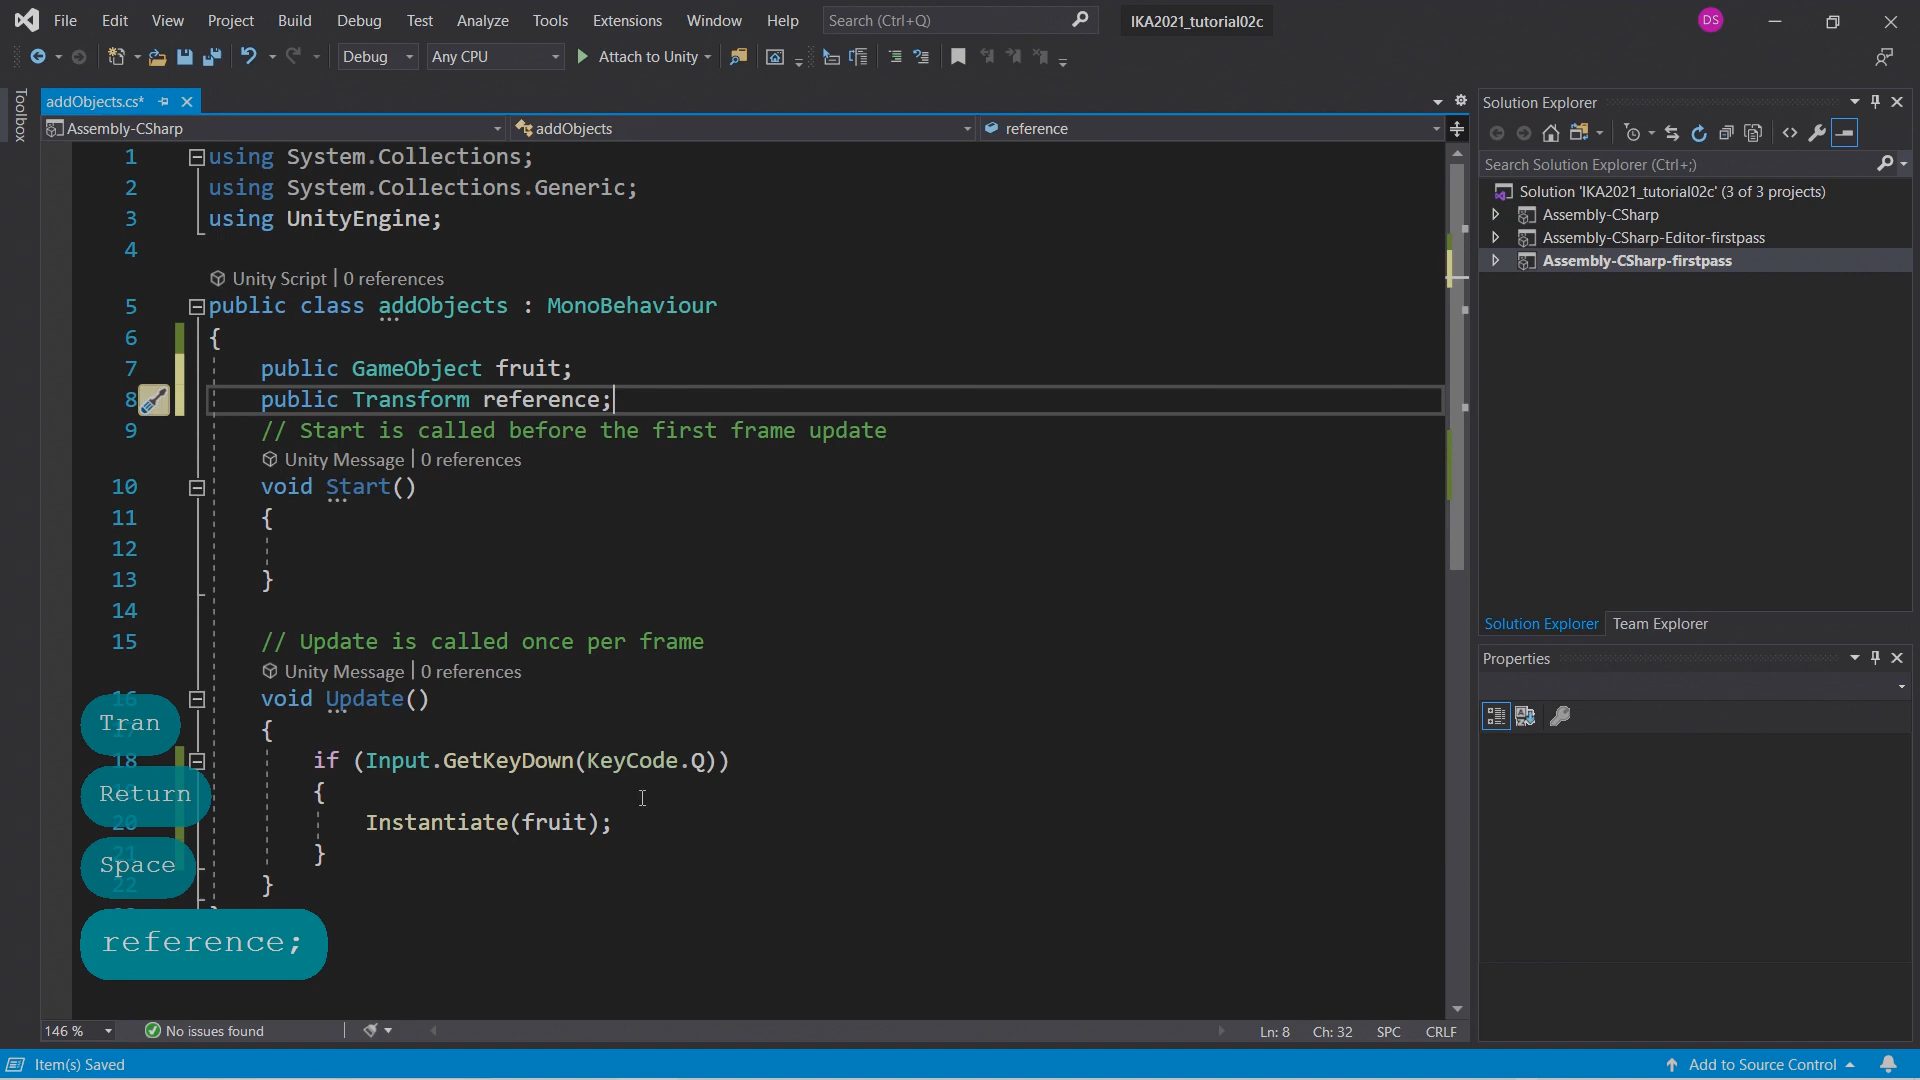 File Edit View Project Build Debug Test Analyze Tools Extensions Window Help Search (Ctrl+Q) IKA2021_tutorial02c DS
Debug Any CPU Attach to Unity
Toolbox
addObjects.cs*
Assembly-CSharp addObjects reference
1 using System.Collections;
2 using System.Collections.Generic;
3 using UnityEngine;
4
Unity Script | 0 references
5 public class addObjects : MonoBehaviour
6 {
7 public GameObject fruit;
8 public Transform reference;
9 // Start is called before the first frame update
Unity Message | 0 references
10 void Start()
11 {
12
13 }
14
15 // Update is called once per frame
Unity Message | 0 references
16 void Update()
17 {
18 if (Input.GetKeyDown(KeyCode.Q))
{
20 Instantiate(fruit);
21 }
22 }
Tran
Return
Space
reference;
146 % No issues found Ln: 8 Ch: 32 SPC CRLF
Item(s) Saved Add to Source Control
Solution Explorer
Search Solution Explorer (Ctrl+;)
Solution 'IKA2021_tutorial02c' (3 of 3 projects)
Assembly-CSharp
Assembly-CSharp-Editor-firstpass
Assembly-CSharp-firstpass
Solution Explorer Team Explorer
Properties